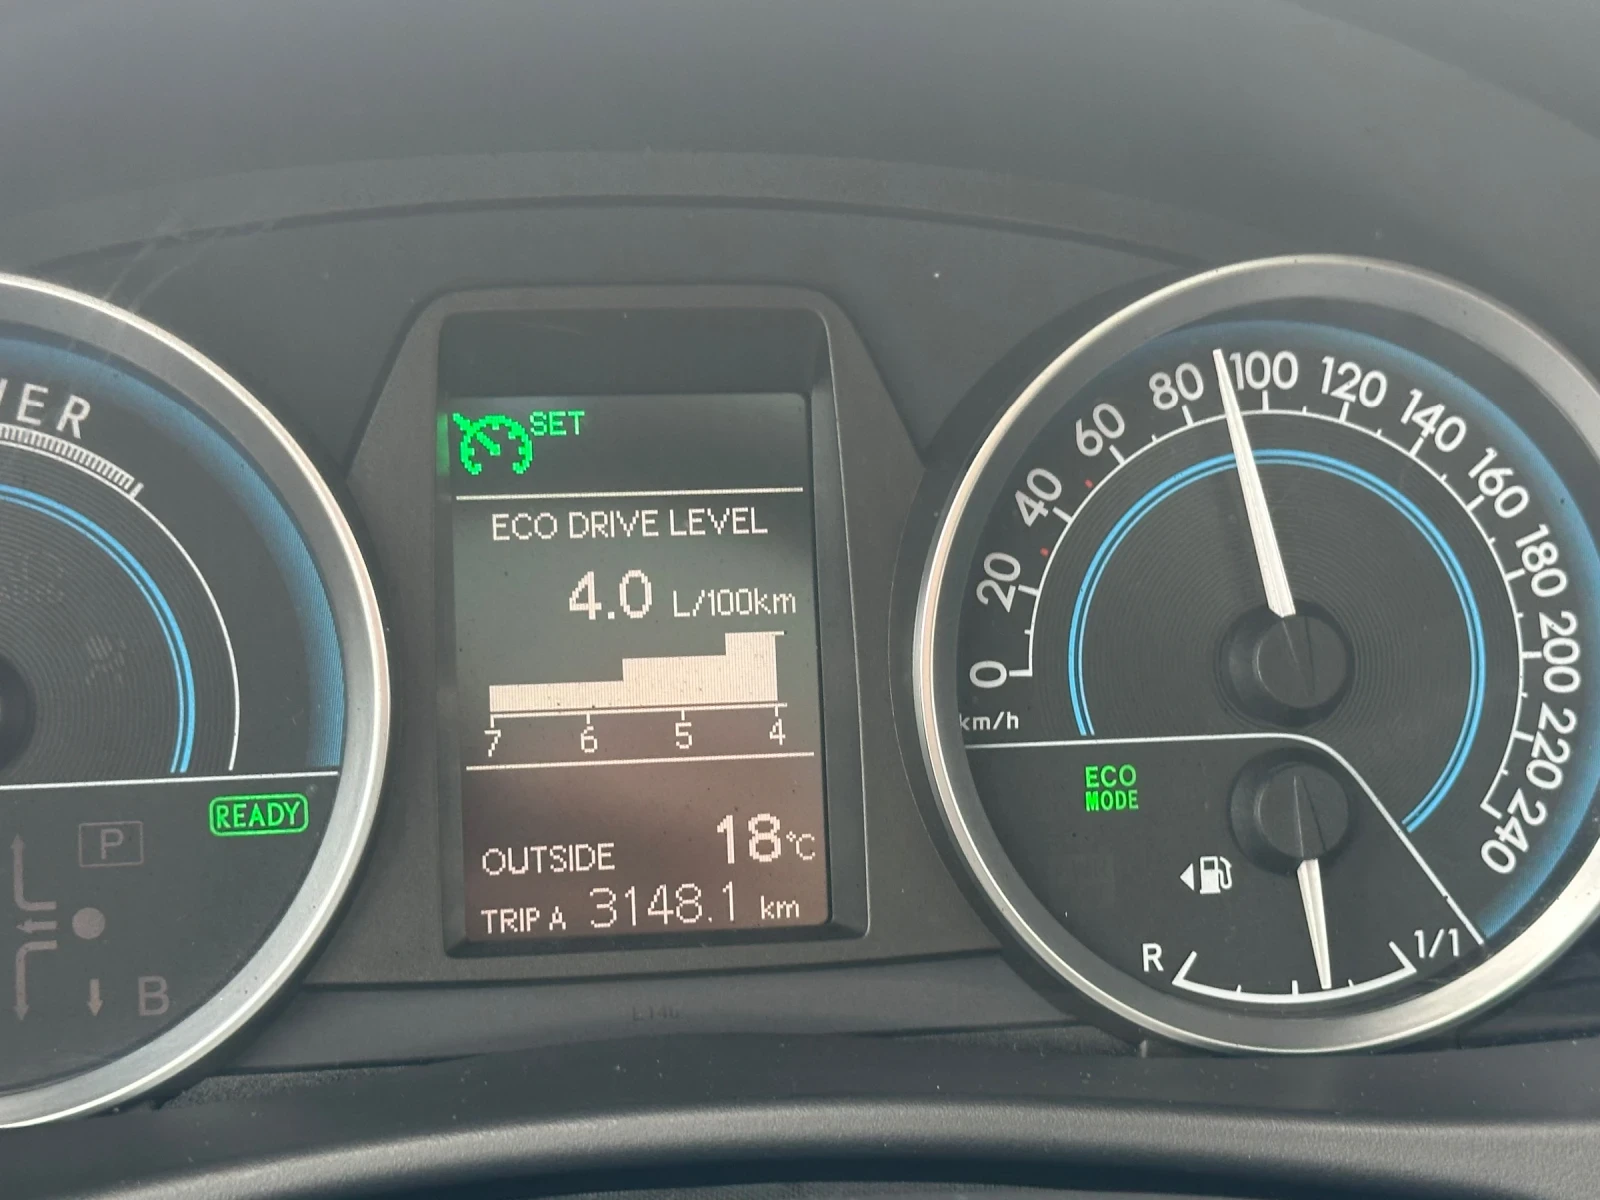 WER
SET
ECO DRIVE LEVEL
4.0 L/100km
7 6 5 4
OUTSIDE 18°C
TRIP A 3148.1 km
READY
P
B
0 20 40 60 80 100 120 140 160 180 200 220 240
km/h
ECO
MODE
R 1/1